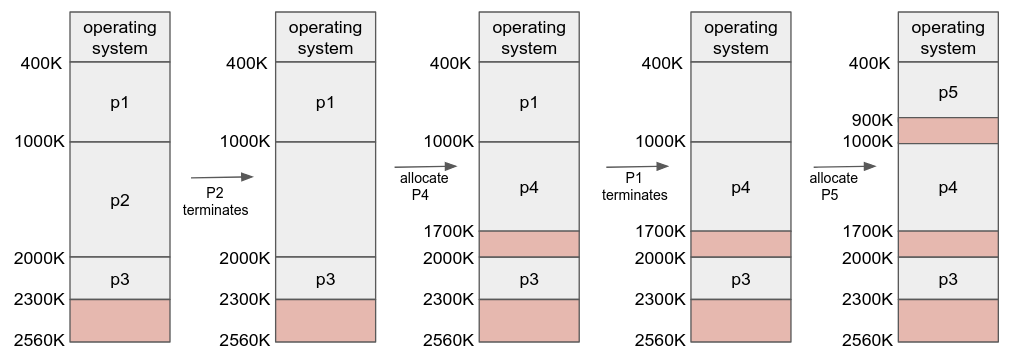 operating
system
400K
p1
1000K
p2
2000K
p3
2300K
2560K
P2
terminates
operating
system
400K
p1
1000K
2000K
p3
2300K
2560K
allocate
P4
operating
system
400K
p1
1000K
p4
1700K
2000K
p3
2300K
2560K
P1
terminates
operating
system
400K
1000K
p4
1700K
2000K
p3
2300K
2560K
allocate
P5
operating
system
400K
p5
900K
1000K
p4
1700K
2000K
p3
2300K
2560K